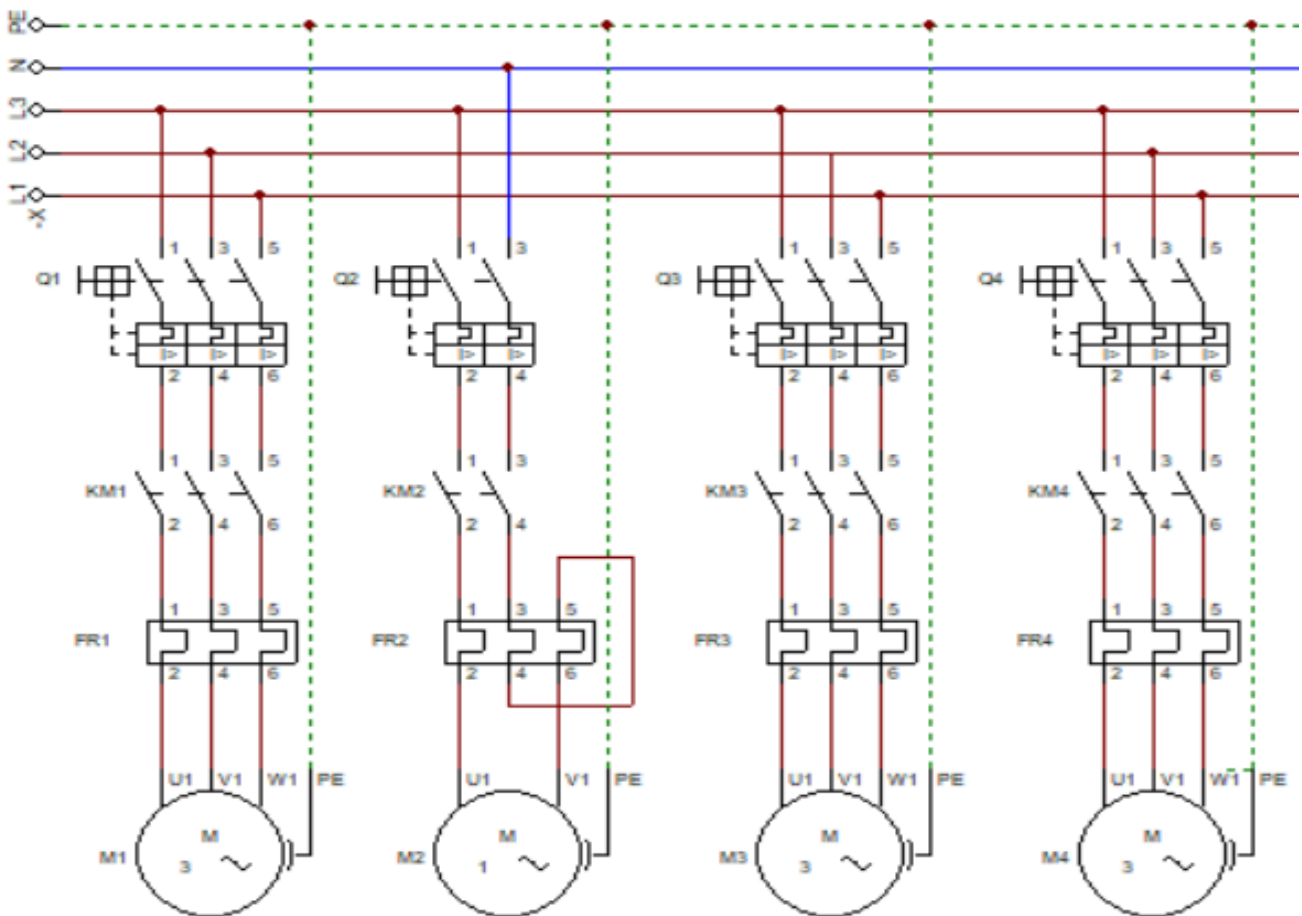 PE
N
L3
L2
L1
-X
1 3 5 1 3 1 3 5 1 3 5
Q1 Q2 Q3 Q4
I> I> I> I> I> I> I> I> I> I> I>
2 4 6 2 4 2 4 6 2 4 6
1 3 5 1 3 1 3 5 1 3 5
KM1 KM2 KM3 KM4
2 4 6 2 4 2 4 6 2 4 6
1 3 5 1 3 5 1 3 5 1 3 5
FR1 FR2 FR3 FR4
2 4 6 2 4 6 2 4 6 2 4 6
U1 V1 W1 PE U1 V1 PE U1 V1 W1 PE U1 V1 W1 PE
M M M M
M1 M2 M3 M4
3 1 3 3